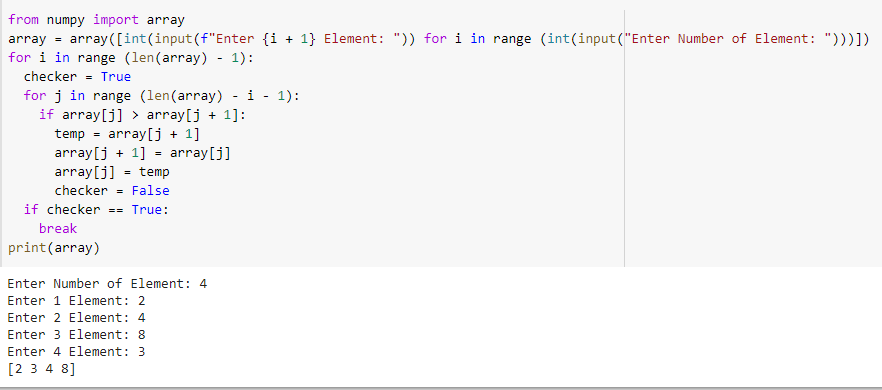 from numpy import array
array = array([int(input(f"Enter {i + 1} Element: ")) for i in range (int(input("Enter Number of Element: ")))])
for i in range (len(array) - 1):
  checker = True
  for j in range (len(array) - i - 1):
    if array[j] > array[j + 1]:
      temp = array[j + 1]
      array[j + 1] = array[j]
      array[j] = temp
      checker = False
  if checker == True:
    break
print(array)
Enter Number of Element: 4
Enter 1 Element: 2
Enter 2 Element: 4
Enter 3 Element: 8
Enter 4 Element: 3
[2 3 4 8]